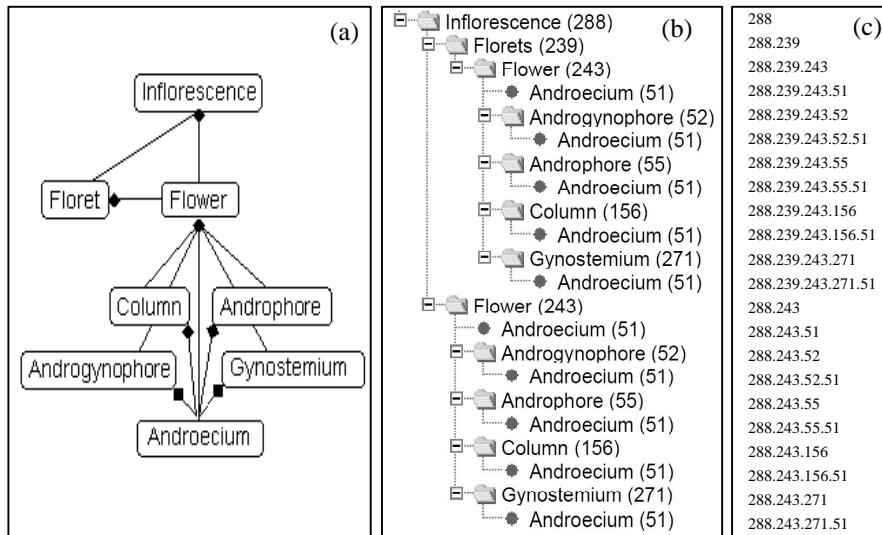 (a)
Inflorescence
Floret
Flower
Column
Androphore
Androgynophore
Gynostemium
Androecium
(b)
Inflorescence (288)
Florets (239)
Flower (243)
Androecium (51)
Androgynophore (52)
Androecium (51)
Androphore (55)
Androecium (51)
Column (156)
Androecium (51)
Gynostemium (271)
Androecium (51)
Flower (243)
Androecium (51)
Androgynophore (52)
Androecium (51)
Androphore (55)
Androecium (51)
Column (156)
Androecium (51)
Gynostemium (271)
Androecium (51)
(c)
288
288.239
288.239.243
288.239.243.51
288.239.243.52
288.239.243.52.51
288.239.243.55
288.239.243.55.51
288.239.243.156
288.239.243.156.51
288.239.243.271
288.239.243.271.51
288.243
288.243.51
288.243.52
288.243.52.51
288.243.55
288.243.55.51
288.243.156
288.243.156.51
288.243.271
288.243.271.51